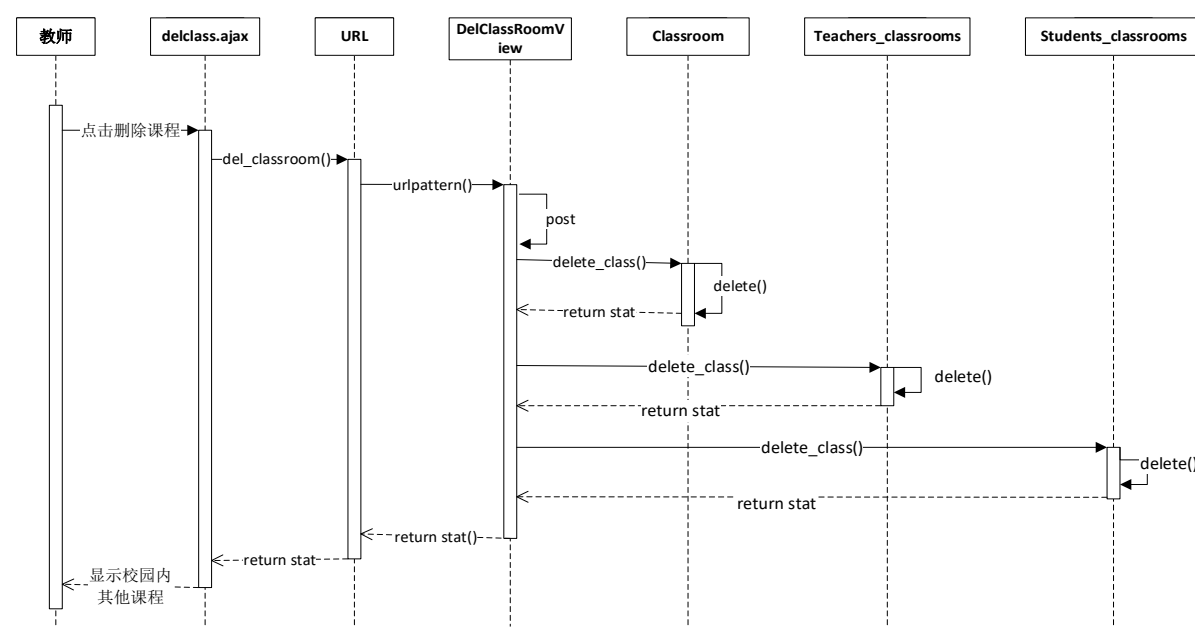 教师
delclass.ajax
URL
DelClassRoomV
iew
Classroom
Teachers_classrooms
Students_classrooms
点击删除课程
del_classroom()
urlpattern()
post
delete_class()
delete()
return stat
delete_class()
delete()
return stat
delete_class()
delete()
return stat
return stat()
return stat
显示校园内
其他课程